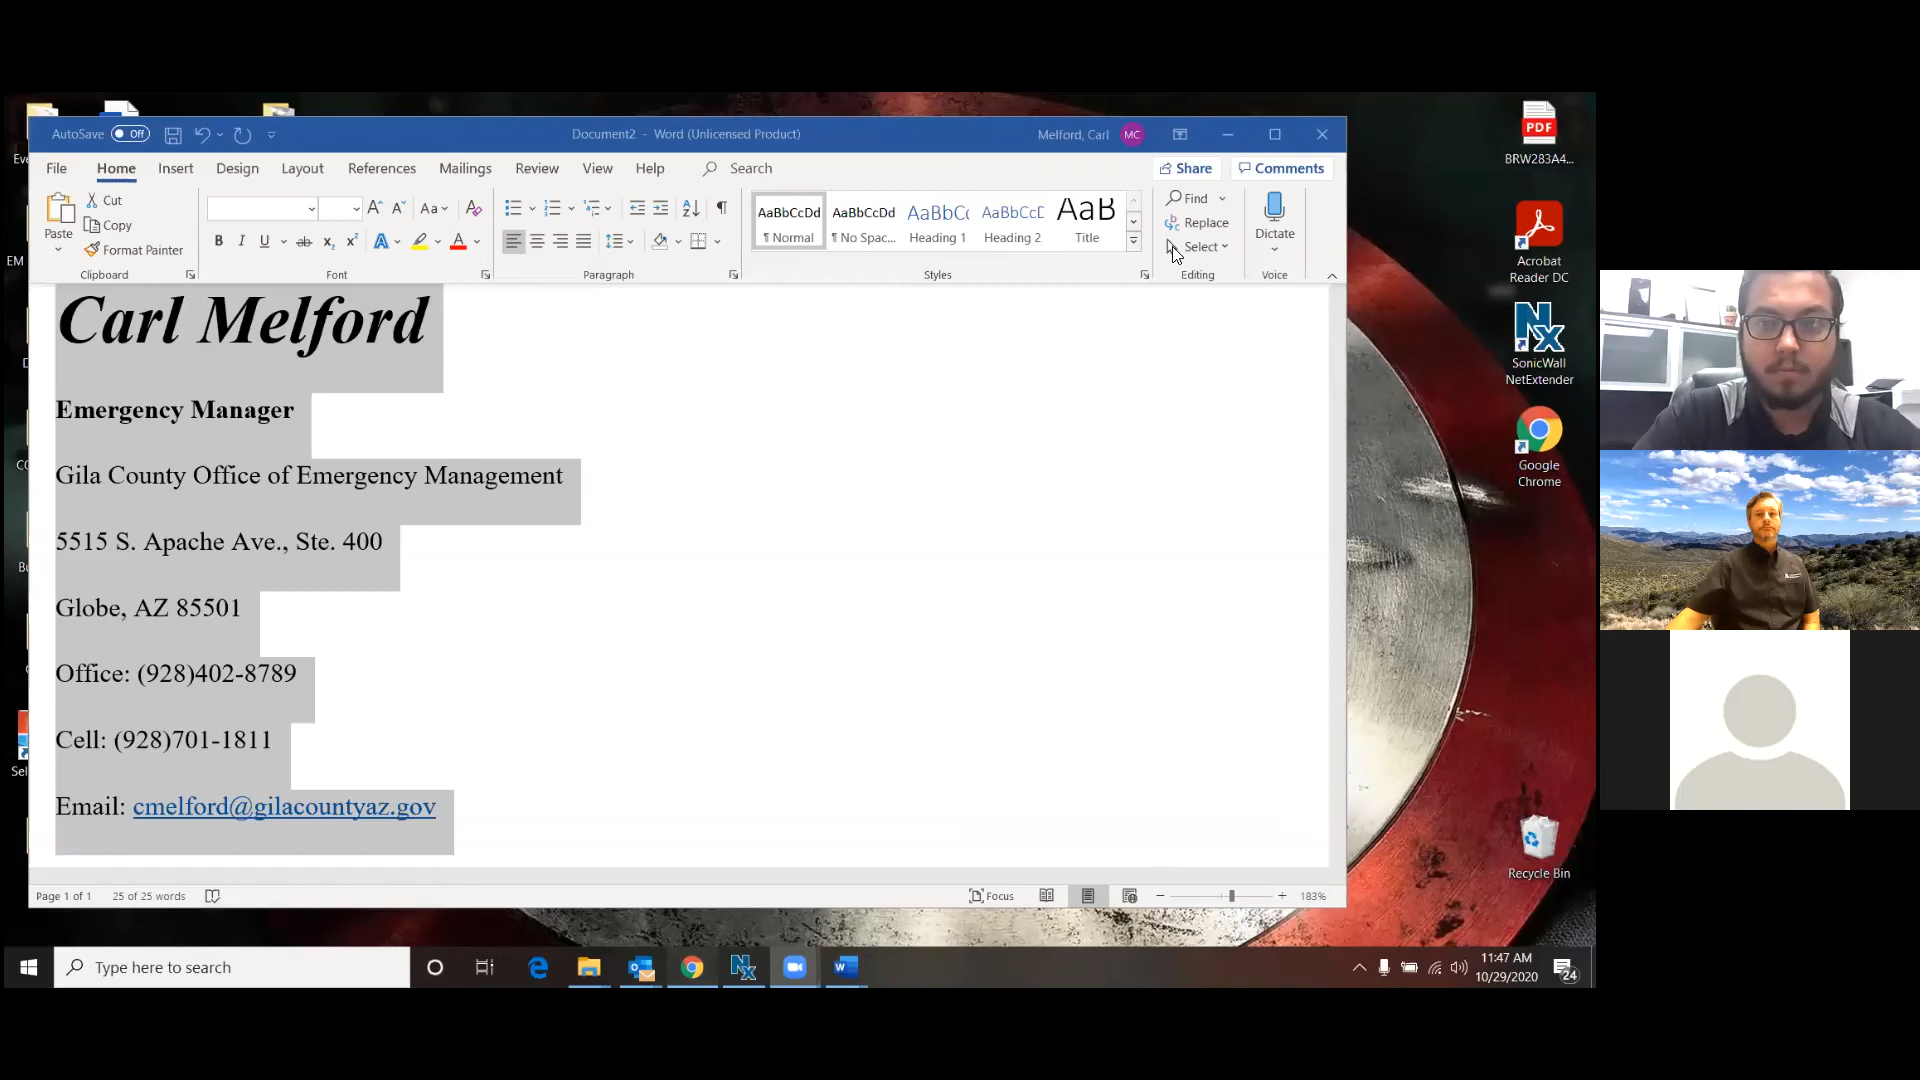 AutoSave Off
Document2 - Word (Unlicensed Product)
Melford, Carl MC
File Home Insert Design Layout References Mailings Review View Help Search
Share Comments
Paste
Cut
Copy
Format Painter
Clipboard
Font
Paragraph
AaBbCcDd
¶ Normal
AaBbCcDd
¶ No Spac...
Heading 1
Heading 2
AaB
Title
Styles
Find
Replace
Select
Editing
Dictate
Voice
Carl Melford
Emergency Manager
Gila County Office of Emergency Management
5515 S. Apache Ave., Ste. 400
Globe, AZ 85501
Office: (928)402-8789
Cell: (928)701-1811
Email: cmelford@gilacountyaz.gov
Page 1 of 1 25 of 25 words
Focus
183%
PDF
BRW283A4...
Acrobat
Reader DC
SonicWall
NetExtender
Google
Chrome
Recycle Bin
Type here to search
11:47 AM
10/29/2020
24